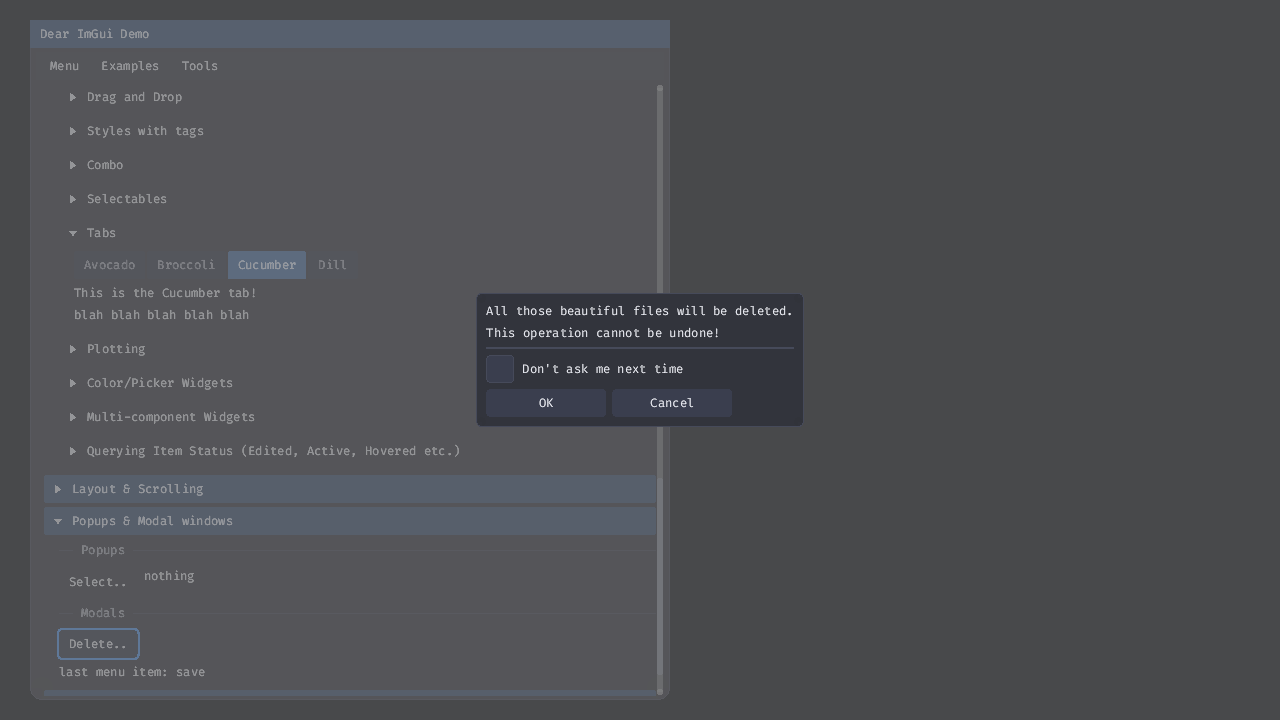 Dear ImGui Demo
Menu Examples Tools
Drag and Drop
Styles with tags
Combo
Selectables
Tabs
Avocado Broccoli Cucumber Dill
This is the Cucumber tab!
blah blah blah blah blah
Plotting
Color/Picker Widgets
Multi-component Widgets
Querying Item Status (Edited, Active, Hovered etc.)
Layout & Scrolling
Popups & Modal windows
Popups
Select.. nothing
Modals
Delete..
last menu item: save
All those beautiful files will be deleted.
This operation cannot be undone!
Don't ask me next time
OK Cancel